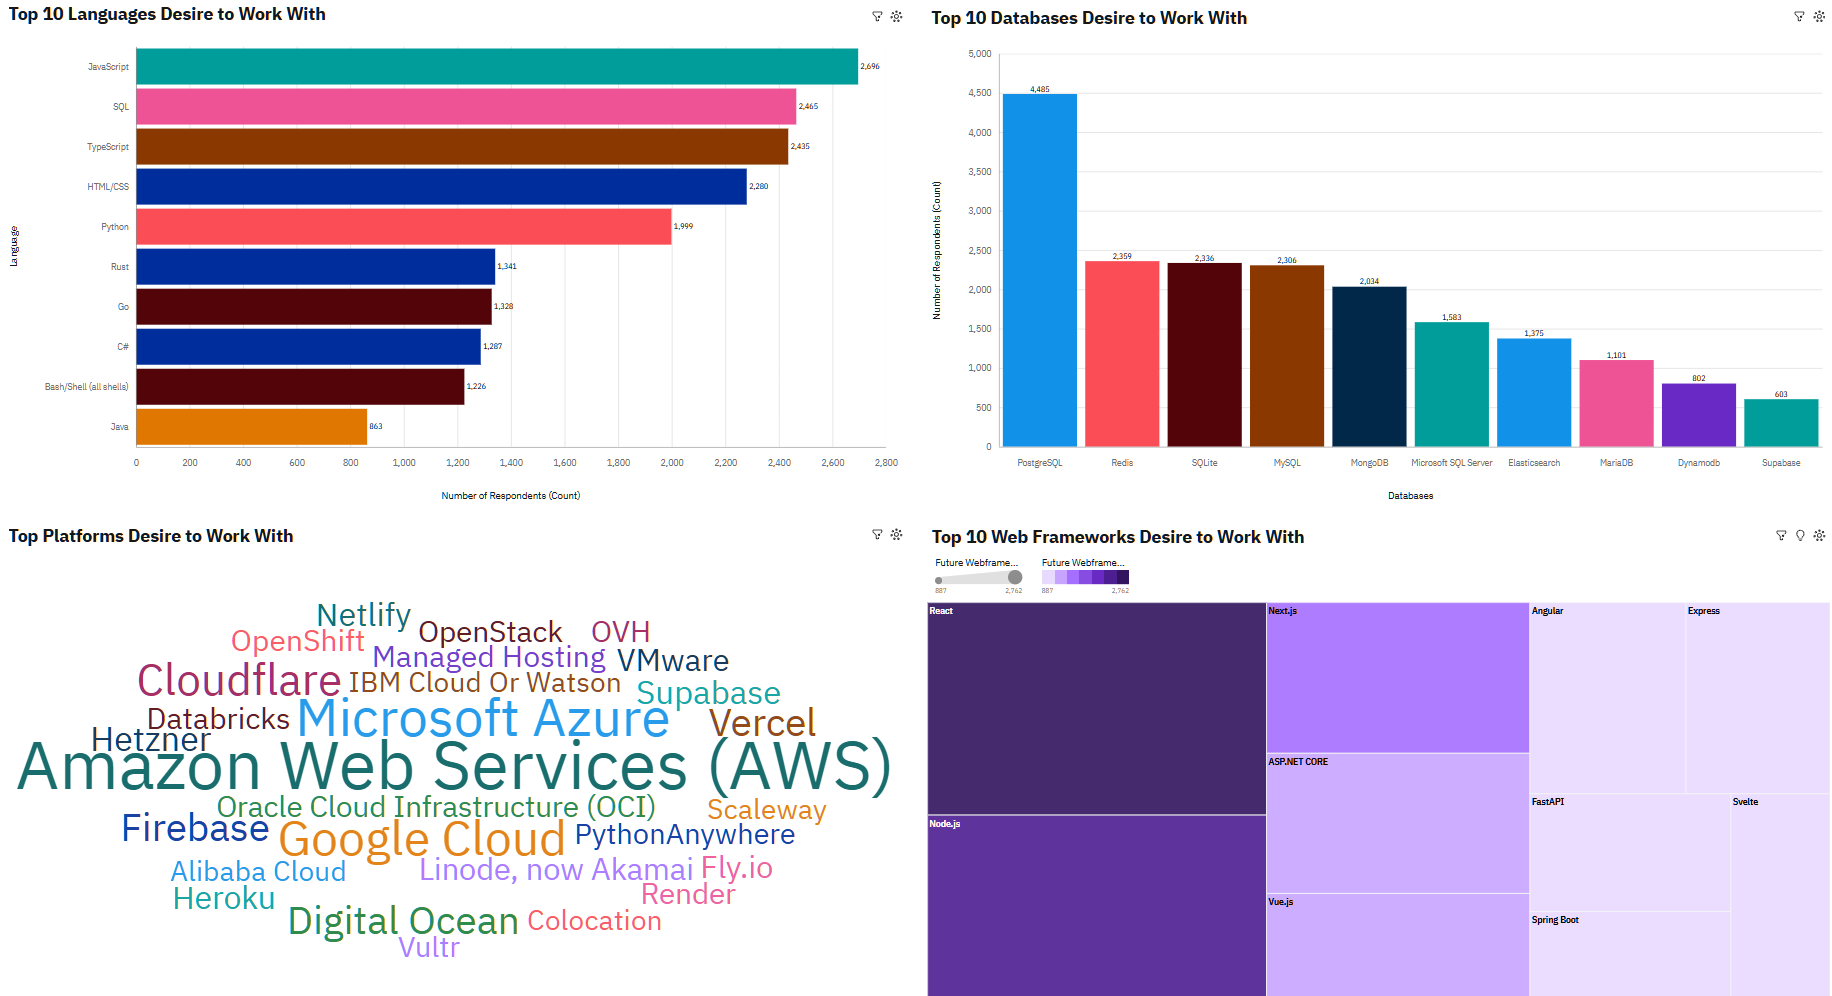 Top 10 Languages Desire to Work With
Language
JavaScript 2,696
SQL 2,465
TypeScript 2,435
HTML/CSS 2,280
Python 1,999
Rust 1,341
Go 1,328
C# 1,287
Bash/Shell (all shells) 1,226
Java 863
0 200 400 600 800 1,000 1,200 1,400 1,600 1,800 2,000 2,200 2,400 2,600 2,800
Number of Respondents (Count)
Top 10 Databases Desire to Work With
Number of Respondents (Count)
5,000
4,500
4,000
3,500
3,000
2,500
2,000
1,500
1,000
500
0
4,485 2,359 2,336 2,306 2,034 1,583 1,375 1,101 802 603
PostgreSQL Redis SQLite MySQL MongoDB Microsoft SQL Server Elasticsearch MariaDB Dynamodb Supabase
Databases
Top Platforms Desire to Work With
Netlify
OpenStack OVH
OpenShift
Managed Hosting VMware
Cloudflare IBM Cloud Or Watson
Supabase
Databricks Microsoft Azure Vercel
Hetzner
Amazon Web Services (AWS)
Oracle Cloud Infrastructure (OCI) Scaleway
Firebase Google Cloud PythonAnywhere
Alibaba Cloud Linode, now Akamai Fly.io
Heroku Render
Digital Ocean Colocation
Vultr
Top 10 Web Frameworks Desire to Work With
Future Webframe... Future Webframe...
887 2,762 887 2,762
React Next.js Angular Express
ASP.NET CORE
FastAPI Svelte
Node.js
Vue.js
Spring Boot